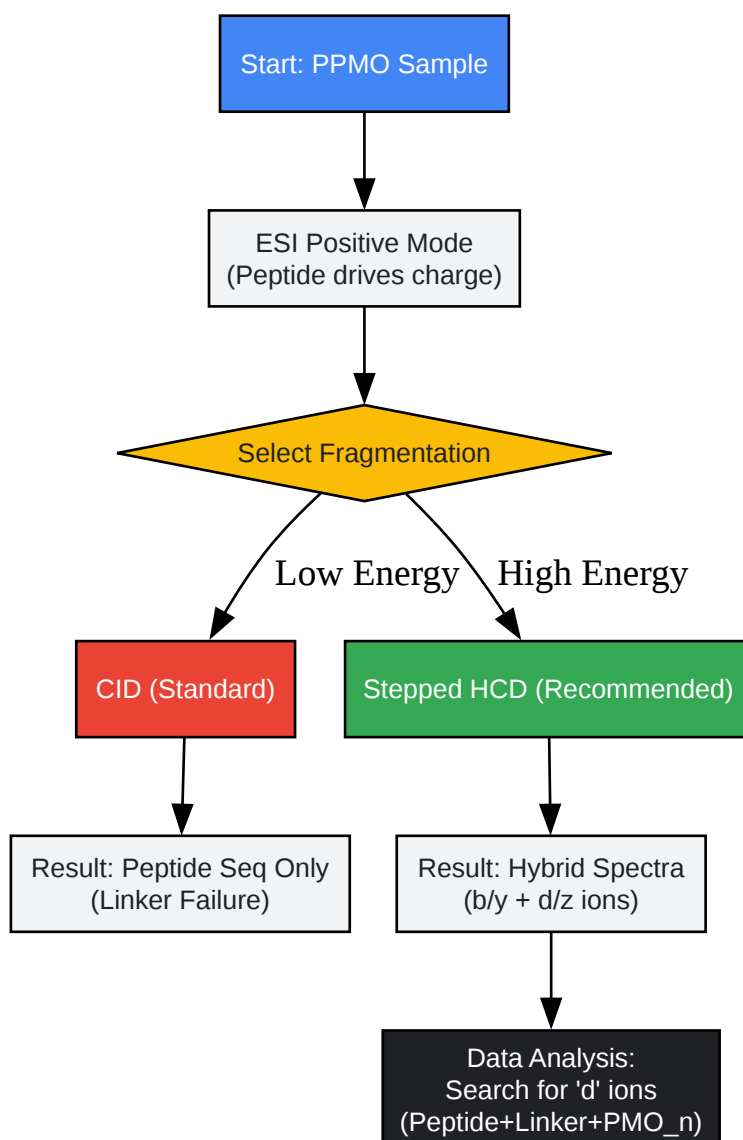 Start: PPMO Sample
ESI Positive Mode
(Peptide drives charge)
Select Fragmentation
Low Energy
High Energy
CID (Standard)
Stepped HCD (Recommended)
Result: Peptide Seq Only
(Linker Failure)
Result: Hybrid Spectra
(b/y + d/z ions)
Data Analysis:
Search for 'd' ions
(Peptide+Linker+PMO_n)